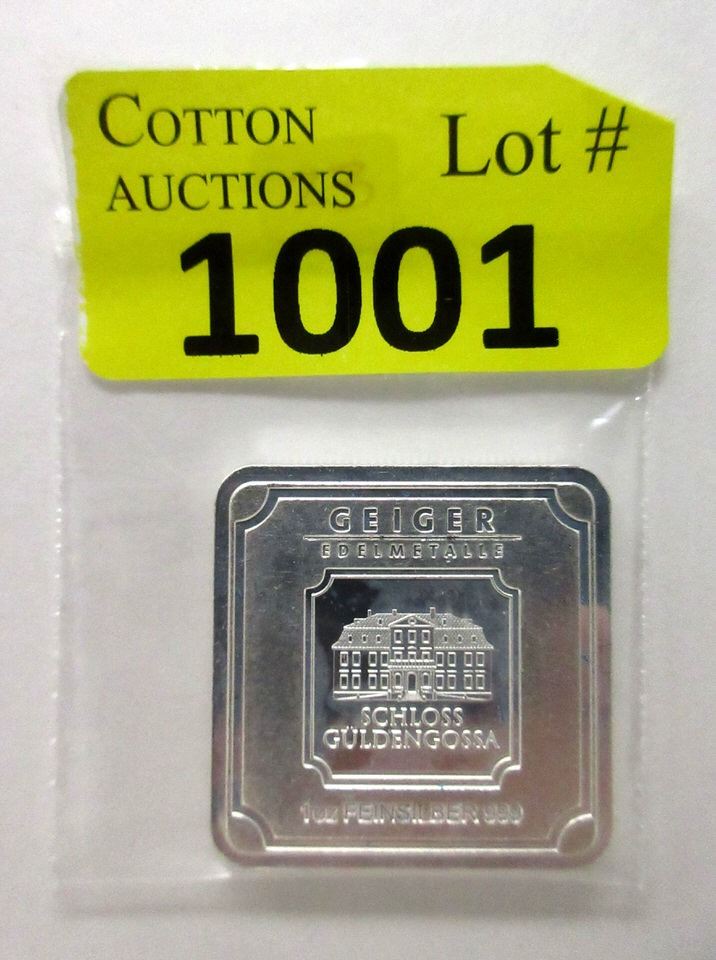 COTTON
AUCTIONS
Lot #
1001
GEIGER
EDELMETALLE
SCHLOSS
GÜLDENGOSSA
1oz FEINSILBER 999